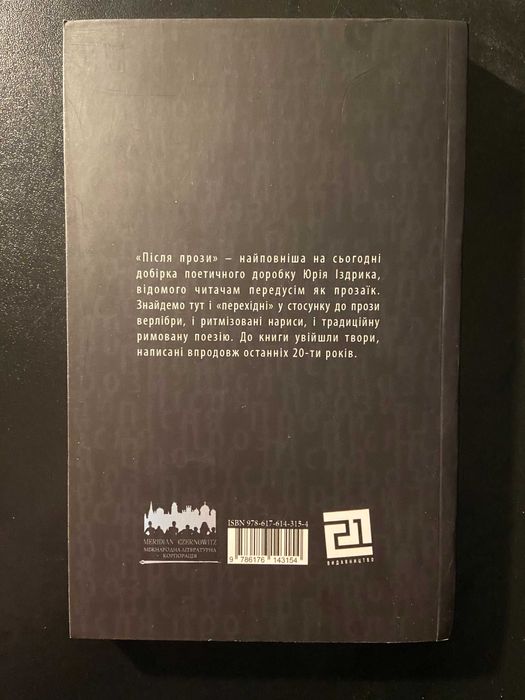 «Після прози» – найповніша на сьогодні
добірка поетичного доробку Юрія Іздрика,
відомого читачам передусім як прозаїк.
Знайдемо тут і «перехідні» у стосунку до прози
верлібри, і ритмізовані нариси, і традиційну
римовану поезію. До книги увійшли твори,
написані впродовж останніх 20-ти років.
MERIDIAN CZERNOWITZ
МІЖНАРОДНА ЛІТЕРАТУРНА
КОРПОРАЦІЯ
ISBN 978-617-614-315-4
9 786176 143154
21
видавництво